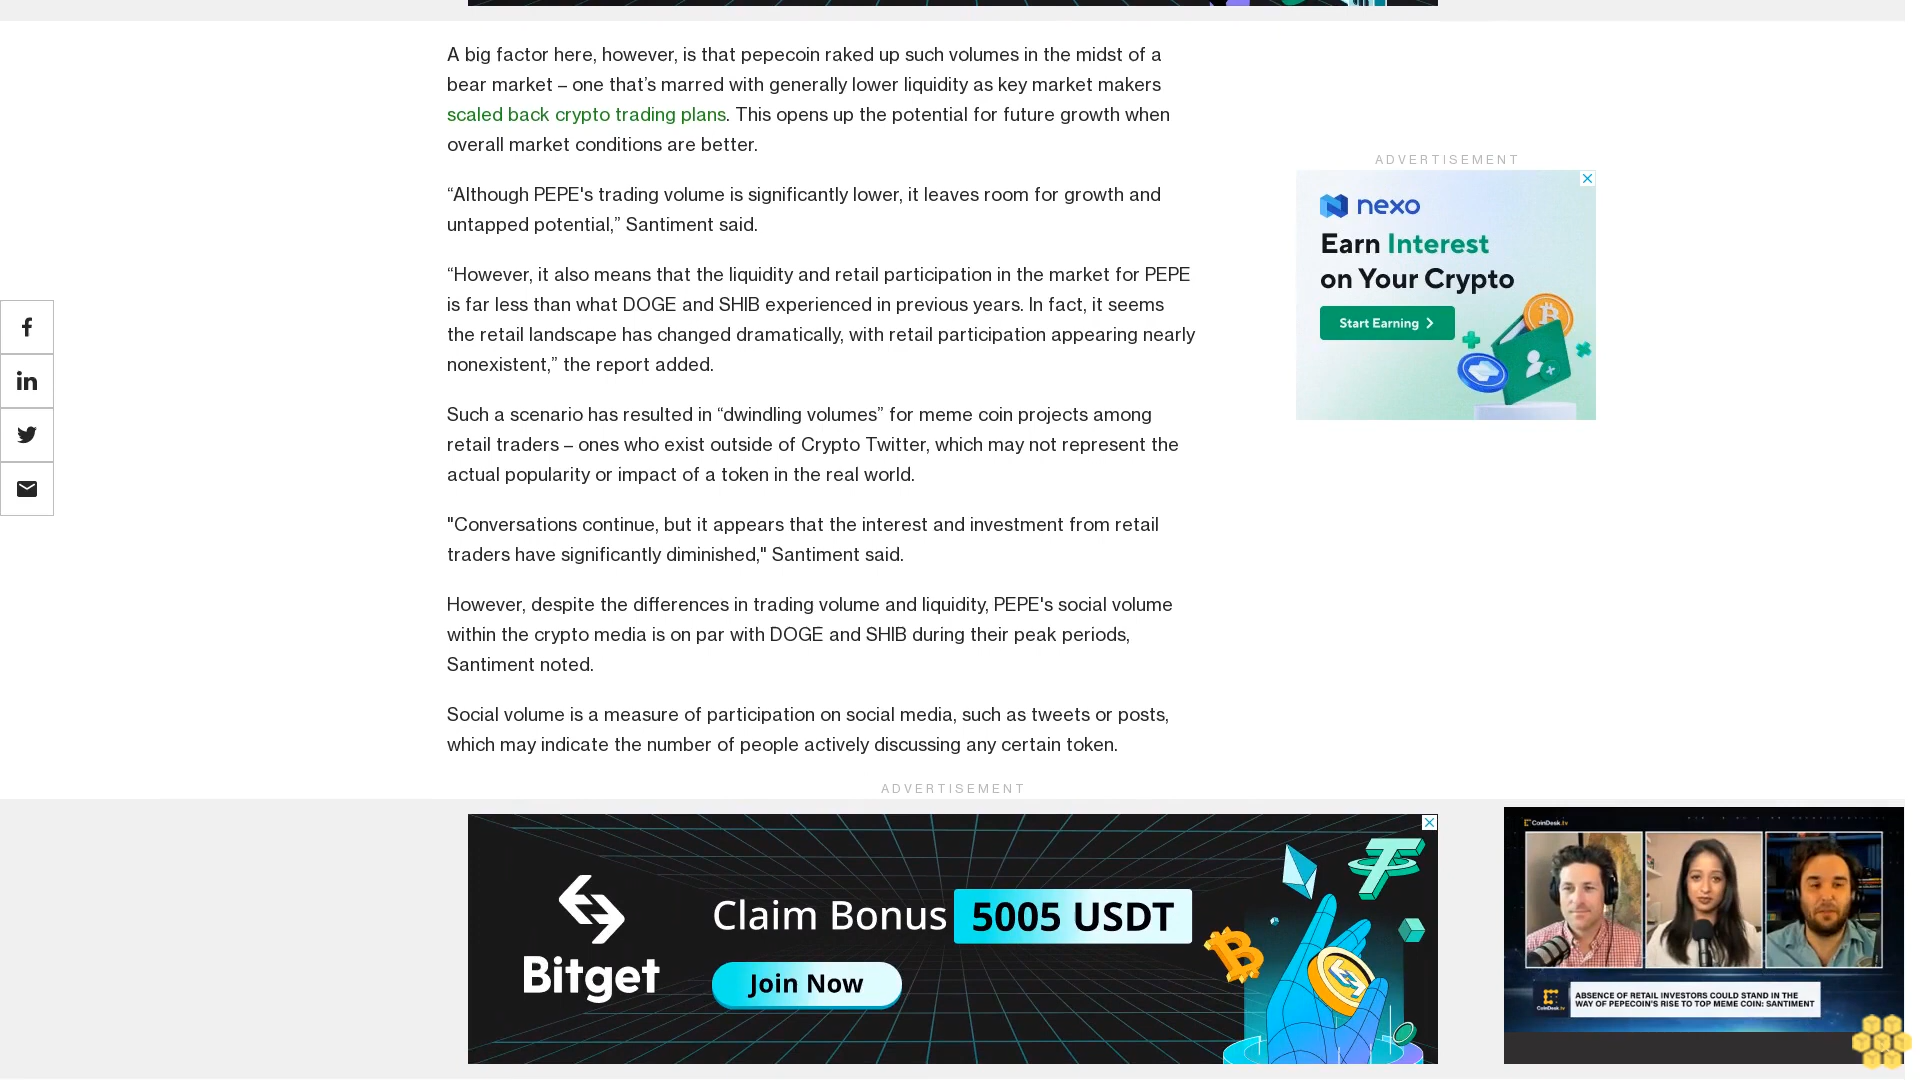 A big factor here, however, is that pepecoin raked up such volumes in the midst of a
bear market – one that’s marred with generally lower liquidity as key market makers
scaled back crypto trading plans. This opens up the potential for future growth when
overall market conditions are better.
“Although PEPE's trading volume is significantly lower, it leaves room for growth and
untapped potential,” Santiment said.
“However, it also means that the liquidity and retail participation in the market for PEPE
is far less than what DOGE and SHIB experienced in previous years. In fact, it seems
the retail landscape has changed dramatically, with retail participation appearing nearly
nonexistent,” the report added.
Such a scenario has resulted in “dwindling volumes” for meme coin projects among
retail traders – ones who exist outside of Crypto Twitter, which may not represent the
actual popularity or impact of a token in the real world.
"Conversations continue, but it appears that the interest and investment from retail
traders have significantly diminished," Santiment said.
However, despite the differences in trading volume and liquidity, PEPE's social volume
within the crypto media is on par with DOGE and SHIB during their peak periods,
Santiment noted.
Social volume is a measure of participation on social media, such as tweets or posts,
which may indicate the number of people actively discussing any certain token.
ADVERTISEMENT
nexo
Earn Interest
on Your Crypto
Start Earning
ADVERTISEMENT
Bitget
Claim Bonus 5005 USDT
Join Now
CoinDesk.tv
CoinDesk.tv
ABSENCE OF RETAIL INVESTORS COULD STAND IN THE
WAY OF PEPECOIN'S RISE TO TOP MEME COIN: SANTIMENT